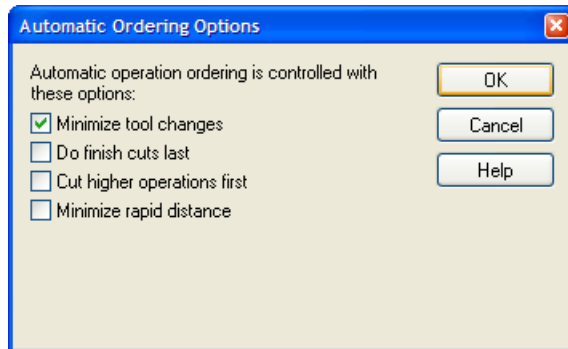 Automatic Ordering Options
Automatic operation ordering is controlled with
these options:
Minimize tool changes
Do finish cuts last
Cut higher operations first
Minimize rapid distance
OK
Cancel
Help